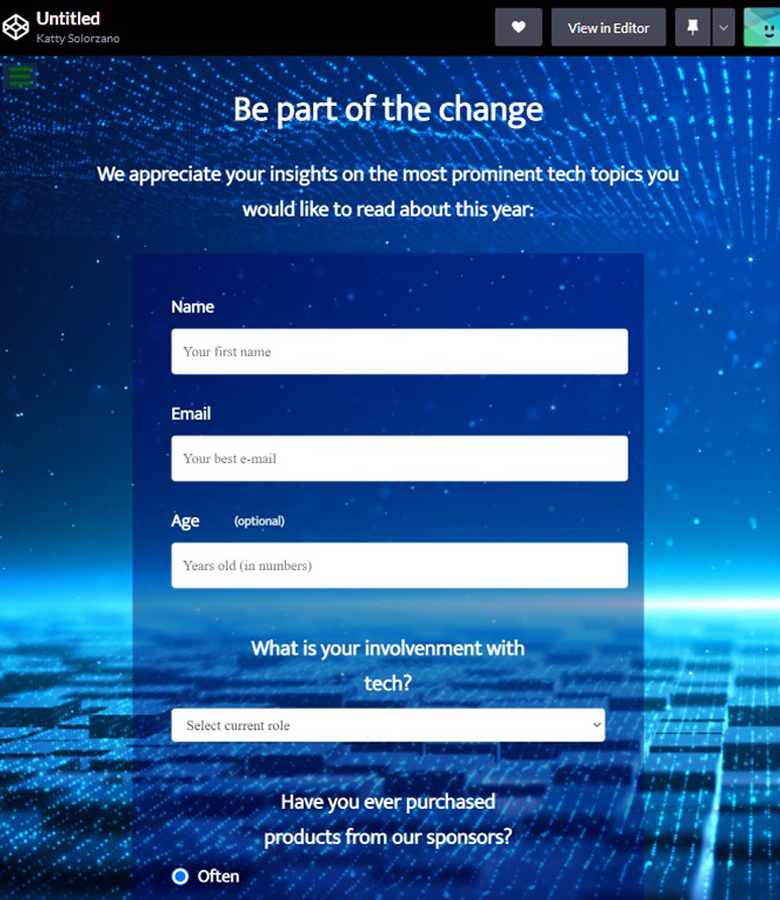 Untitled
Katty Solorzano
View in Editor
Be part of the change
We appreciate your insights on the most prominent tech topics you
would like to read about this year:
Name
Your first name
Email
Your best e-mail
Age (optional)
Years old (in numbers)
What is your involvenment with
tech?
Select current role
Have you ever purchased
products from our sponsors?
Often